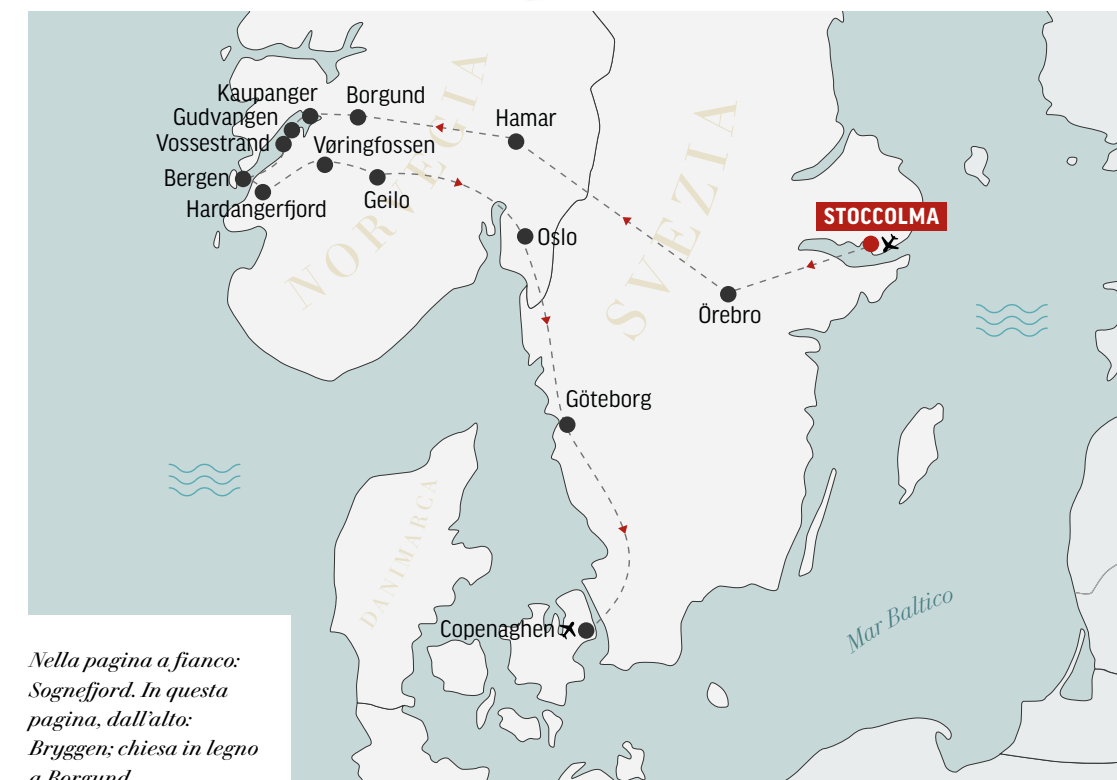 Kaupanger
Borgund
Gudvangen
Hamar
Vossestrand
Vøringfossen
Bergen
Geilo
Hardangerfjord
NORVEGIA
SVEZIA
STOCCOLMA
Oslo
Örebro
Göteborg
DANIMARCA
Mar Baltico
Copenaghen
Nella pagina a fianco:
Sognefjord. In questa
pagina, dall'alto:
Bryggen; chiesa in legno
a Borgund